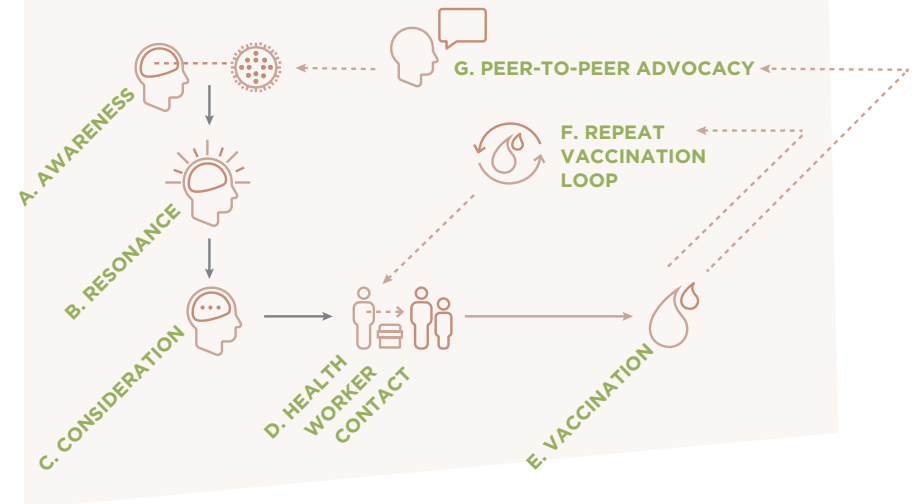 G. PEER-TO-PEER ADVOCACY
A. AWARENESS
F. REPEAT
VACCINATION
LOOP
B. RESONANCE
C. CONSIDERATION
D. HEALTH
WORKER
CONTACT
E. VACCINATION